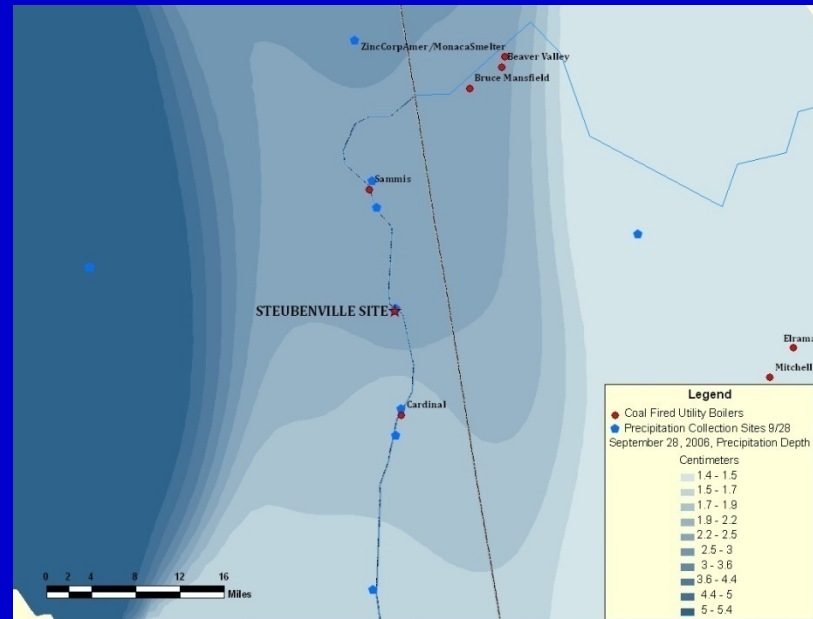 ZincCorpAmer/MonacaSmelter
Beaver Valley
Bruce Mansfield
Sammis
STEUBENVILLE SITE
Elrama
Mitchell
Cardinal
Legend
Coal Fired Utility Boilers
Precipitation Collection Sites 9/28
September 28, 2006, Precipitation Depth
Centimeters
1.4 - 1.5
1.5 - 1.7
1.7 - 1.9
1.9 - 2.2
2.2 - 2.5
2.5 - 3
3 - 3.6
3.6 - 4.4
4.4 - 5
5 - 5.4
0 2 4 8 12 16
Miles